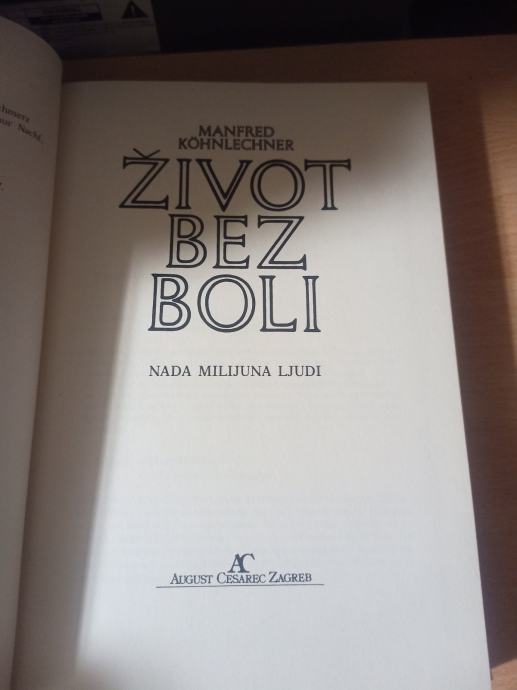 MANFRED
KÖHNLECHNER
ŽIVOT
BEZ
BOLI
NADA MILIJUNA LJUDI
AC
AUGUST CESAREC ZAGREB